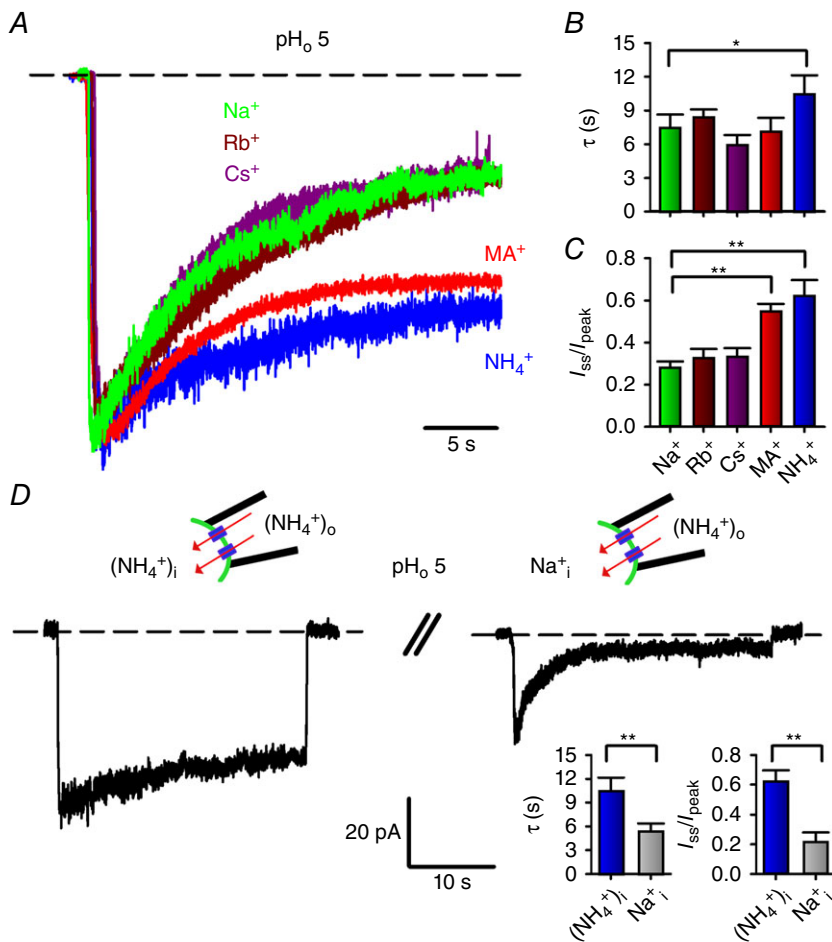 A
pHₒ 5
Na⁺
Rb⁺
Cs⁺
MA⁺
NH₄⁺
5 s
B
*
15
12
9
6
3
0
τ (s)
C
**
**
0.8
0.6
0.4
0.2
0.0
Iₛₛ/Iₚₑₐₖ
Na⁺
Rb⁺
Cs⁺
MA⁺
NH₄⁺
D
(NH₄⁺)ₒ
(NH₄⁺)ᵢ
pHₒ 5
Na⁺ᵢ
(NH₄⁺)ₒ
20 pA
10 s
**
15
12
9
6
3
0
τ (s)
(NH₄⁺)ᵢ
Na⁺ᵢ
**
0.8
0.6
0.4
0.2
0.0
Iₛₛ/Iₚₑₐₖ
(NH₄⁺)ᵢ
Na⁺ᵢ